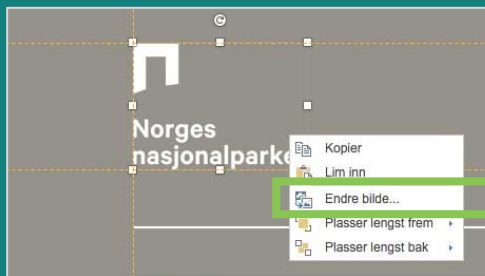 Norges
nasjonalparke
Kopier
Lim inn
Endre bilde...
Plasser lengst frem
Plasser lengst bak